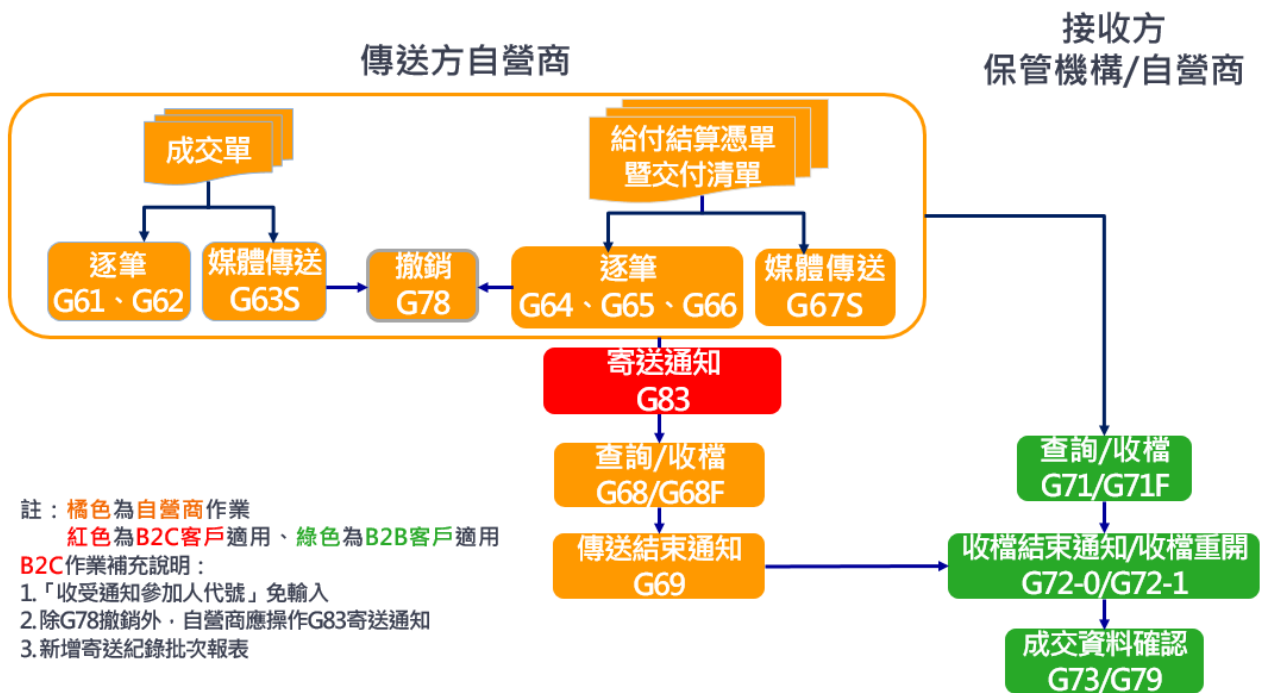 傳送方自營商
接收方
保管機構/自營商
成交單
給付結算憑單
暨交付清單
逐筆
G61、G62
媒體傳送
G63S
撤銷
G78
逐筆
G64、G65、G66
媒體傳送
G67S
寄送通知
G83
查詢/收檔
G68/G68F
傳送結束通知
G69
查詢/收檔
G71/G71F
收檔結束通知/收檔重開
G72-0/G72-1
成交資料確認
G73/G79
註：橘色為自營商作業
紅色為B2C客戶適用、綠色為B2B客戶適用
B2C作業補充說明：
1.「收受通知參加人代號」免輸入
2.除G78撤銷外，自營商應操作G83寄送通知
3.新增寄送紀錄批次報表